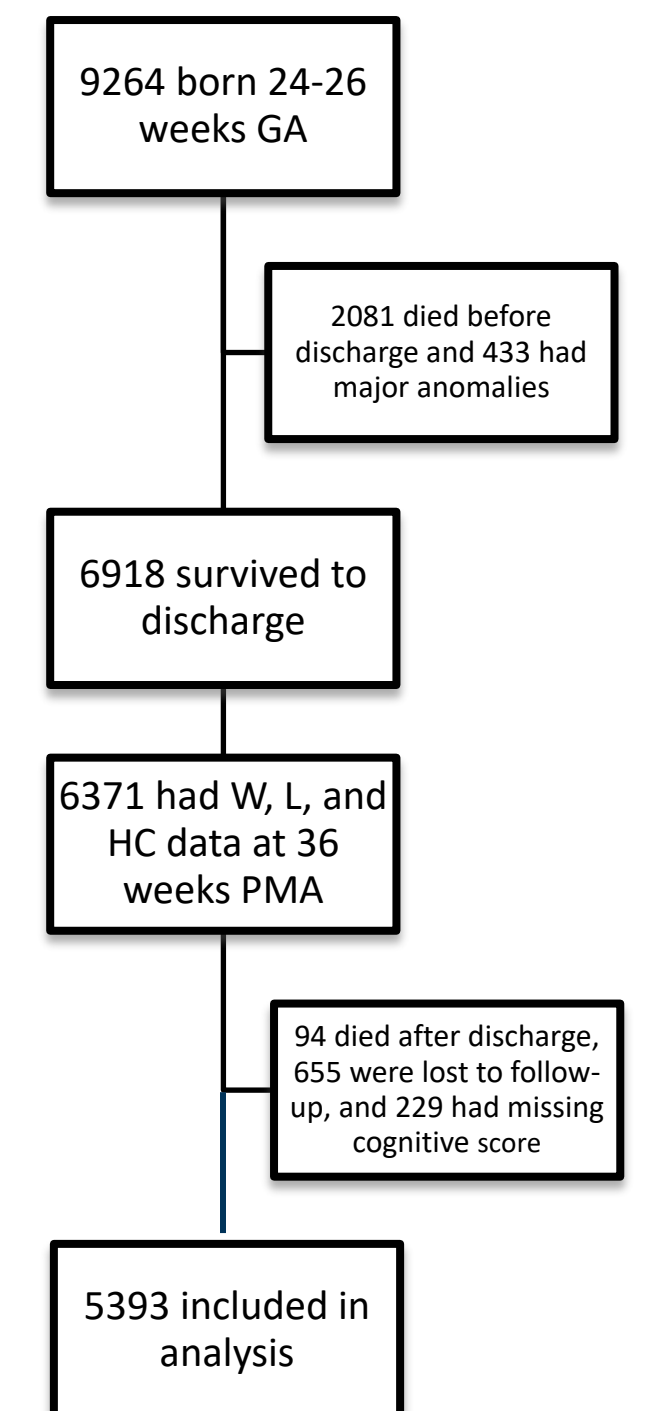 9264 born 24-26
weeks GA
2081 died before
discharge and 433 had
major anomalies
6918 survived to
discharge
6371 had W, L, and
HC data at 36
weeks PMA
94 died after discharge,
655 were lost to follow-
up, and 229 had missing
cognitive score
5393 included in
analysis